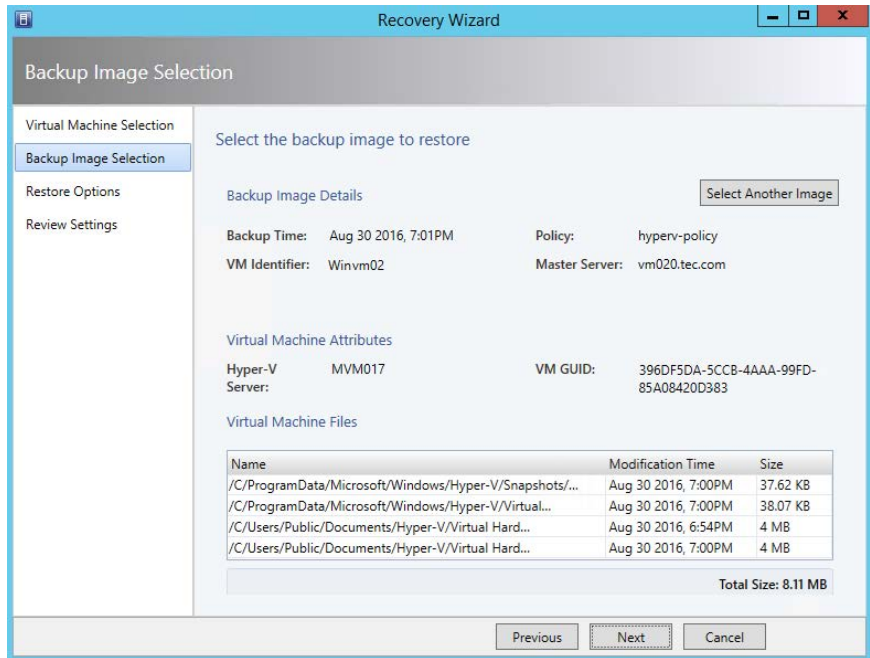 Recovery Wizard
Backup Image Selection
Virtual Machine Selection
Backup Image Selection
Restore Options
Review Settings
Select the backup image to restore
Backup Image Details
Select Another Image
Backup Time: Aug 30 2016, 7:01PM Policy: hyperv-policy
VM Identifier: Winvm02 Master Server: vm020.tec.com
Virtual Machine Attributes
Hyper-V Server: MVM017 VM GUID: 396DF5DA-5CCB-4AAA-99FD-85A08420D383
Virtual Machine Files
Name Modification Time Size
/C/ProgramData/Microsoft/Windows/Hyper-V/Snapshots/... Aug 30 2016, 7:00PM 37.62 KB
/C/ProgramData/Microsoft/Windows/Hyper-V/Virtual... Aug 30 2016, 7:00PM 38.07 KB
/C/Users/Public/Documents/Hyper-V/Virtual Hard... Aug 30 2016, 6:54PM 4 MB
/C/Users/Public/Documents/Hyper-V/Virtual Hard... Aug 30 2016, 7:00PM 4 MB
Total Size: 8.11 MB
Previous Next Cancel